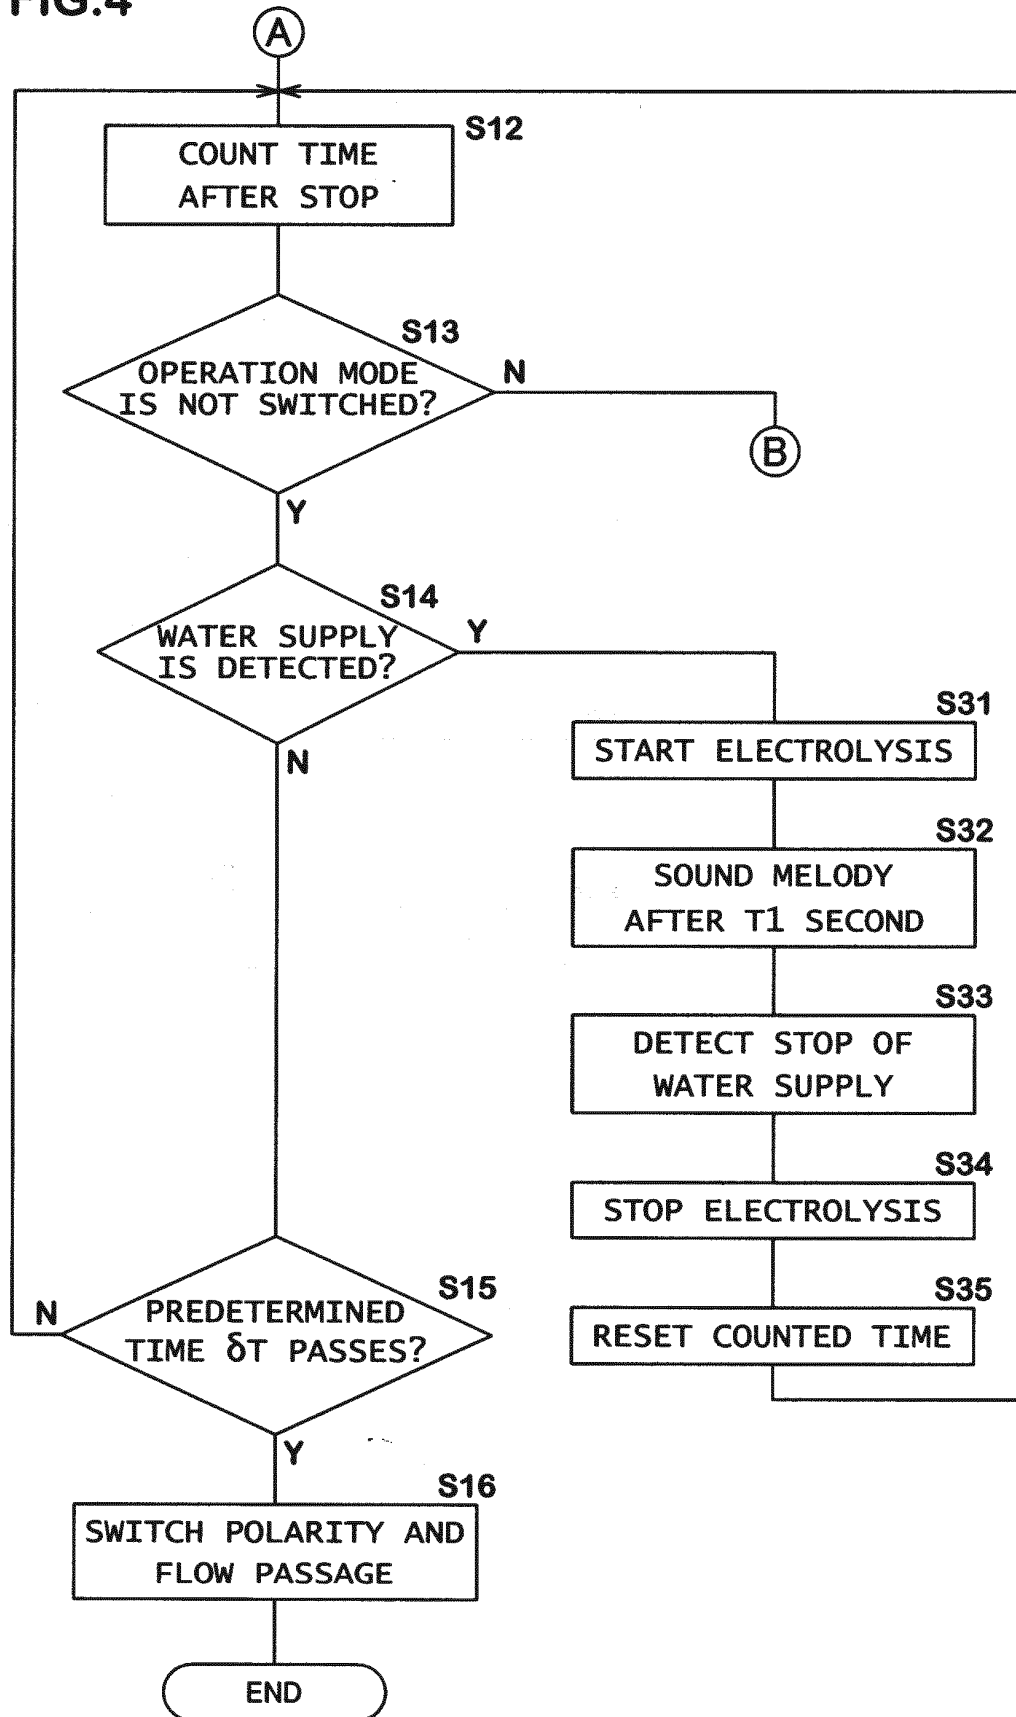 FIG.4
A
S12
COUNT TIME
AFTER STOP
S13
OPERATION MODE
IS NOT SWITCHED?
N
B
Y
S14
WATER SUPPLY
IS DETECTED?
Y
N
S31
START ELECTROLYSIS
S32
SOUND MELODY
AFTER T1 SECOND
S33
DETECT STOP OF
WATER SUPPLY
S34
STOP ELECTROLYSIS
S35
RESET COUNTED TIME
S15
PREDETERMINED
TIME δT PASSES?
N
Y
S16
SWITCH POLARITY AND
FLOW PASSAGE
END